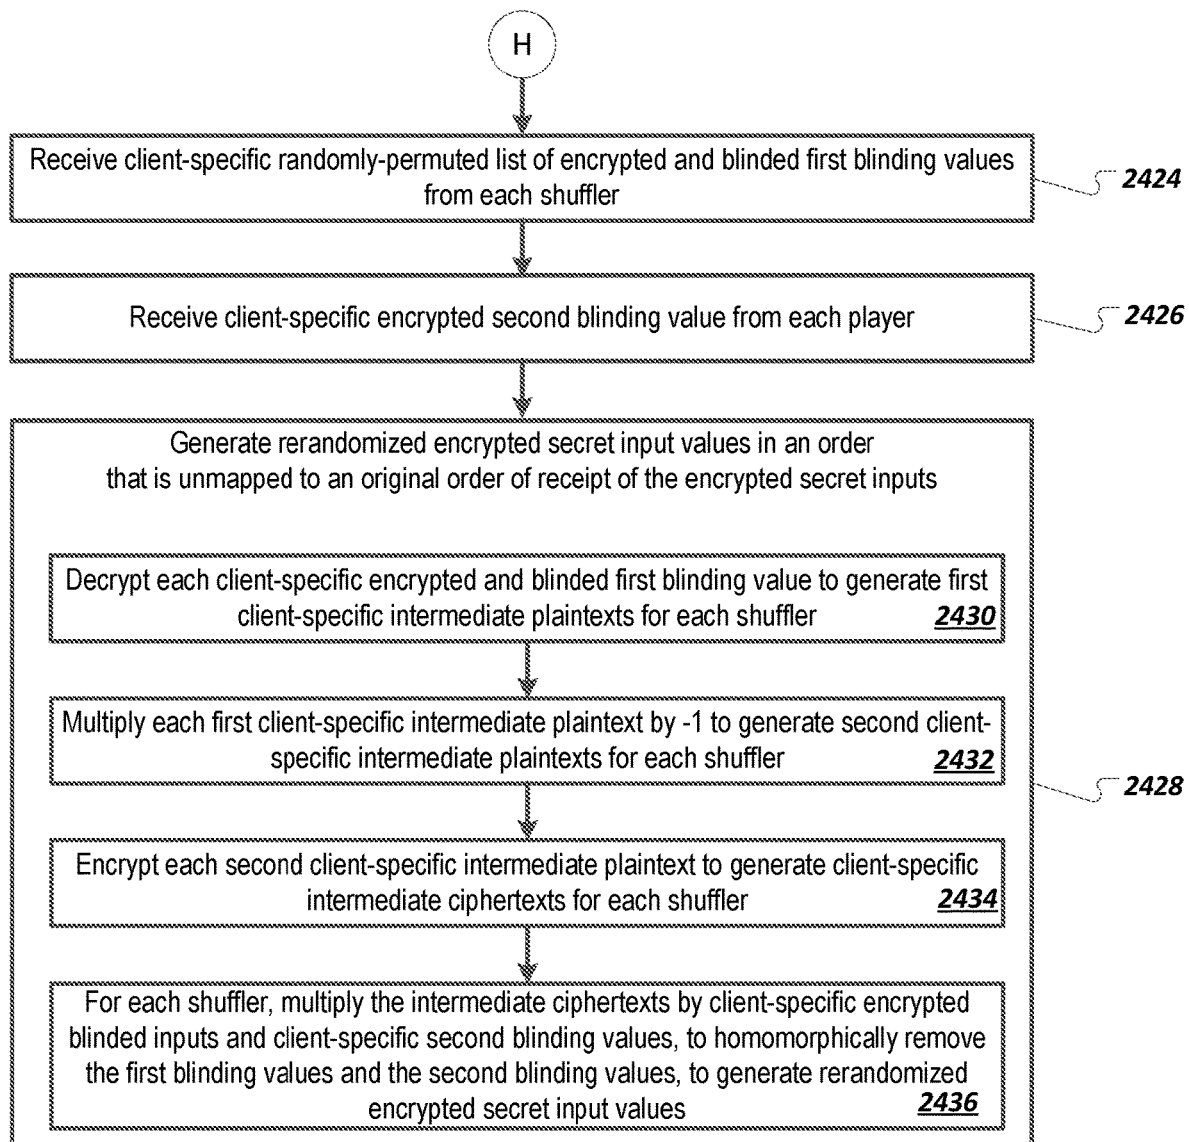 H
Receive client-specific randomly-permuted list of encrypted and blinded first blinding values
from each shuffler
2424
Receive client-specific encrypted second blinding value from each player
2426
Generate rerandomized encrypted secret input values in an order
that is unmapped to an original order of receipt of the encrypted secret inputs
Decrypt each client-specific encrypted and blinded first blinding value to generate first
client-specific intermediate plaintexts for each shuffler 2430
Multiply each first client-specific intermediate plaintext by -1 to generate second client-
specific intermediate plaintexts for each shuffler 2432
2428
Encrypt each second client-specific intermediate plaintext to generate client-specific
intermediate ciphertexts for each shuffler 2434
For each shuffler, multiply the intermediate ciphertexts by client-specific encrypted
blinded inputs and client-specific second blinding values, to homomorphically remove
the first blinding values and the second blinding values, to generate rerandomized
encrypted secret input values 2436